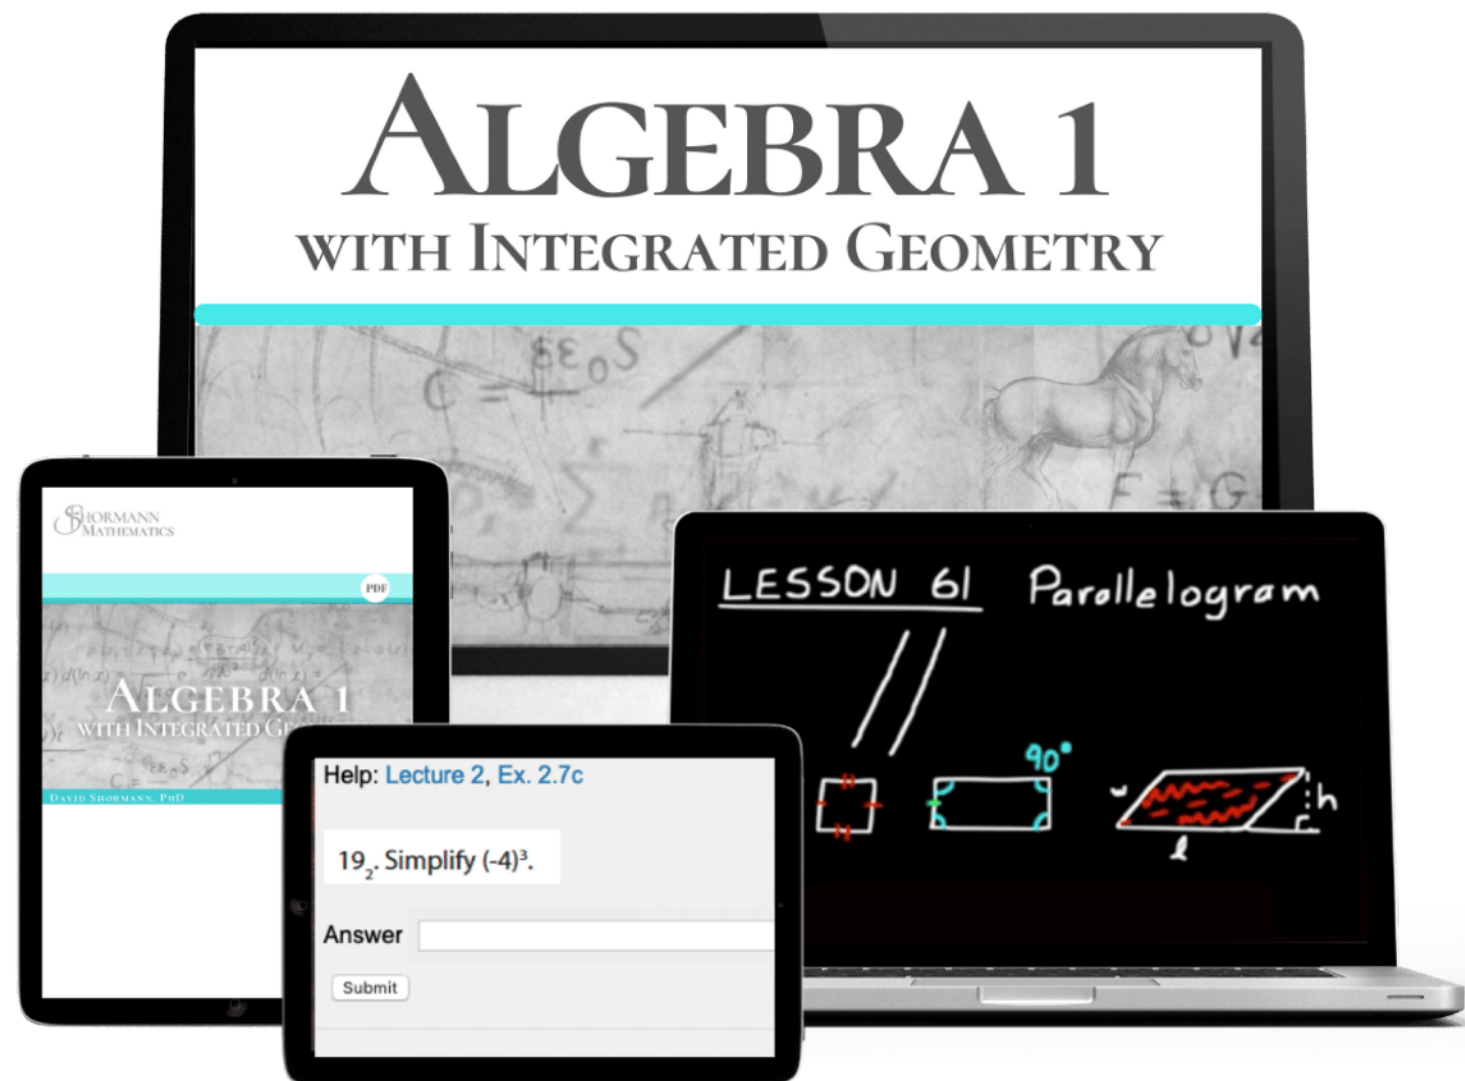 ALGEBRA 1
WITH INTEGRATED GEOMETRY
C = εε₀S
F = G
SHORMANN
MATHEMATICS
PDF
ALGEBRA 1
WITH INTEGRATED
DAVID SHORMANN, PHD
LESSON 61 Parallelogram
90°
h
l
Help: Lecture 2, Ex. 2.7c
19₂. Simplify (-4)³.
Answer
Submit